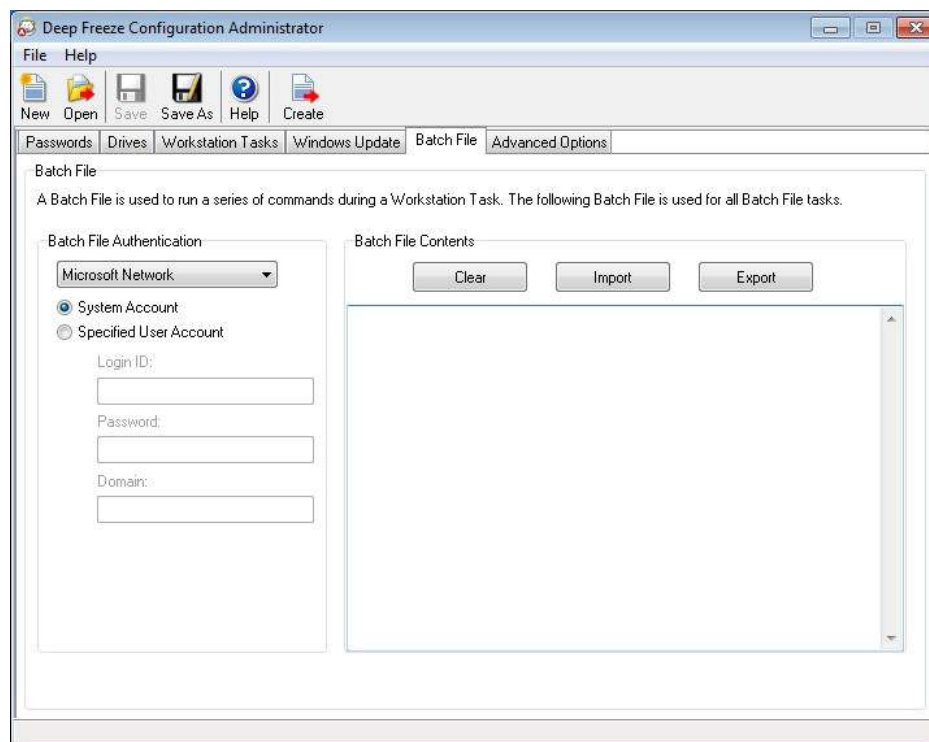 Deep Freeze Configuration Administrator
File Help
New Open Save Save As Help Create
Passwords Drives Workstation Tasks Windows Update Batch File Advanced Options
Batch File
A Batch File is used to run a series of commands during a Workstation Task. The following Batch File is used for all Batch File tasks.
Batch File Authentication
Microsoft Network
System Account
Specified User Account
Login ID:
Password:
Domain:
Batch File Contents
Clear Import Export